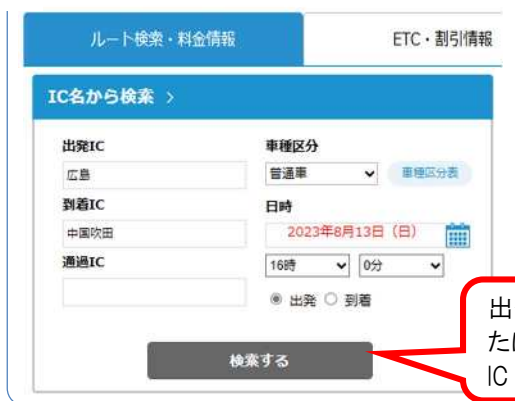 ルート検索・料金情報
ETC・割引情報
IC名から検索 >
出発IC
車種区分
広島
普通車
車種区分表
到着IC
日時
中国吹田
2023年8月13日（日）
通過IC
16時
0分
出発
到着
検索する
出
たは
IC